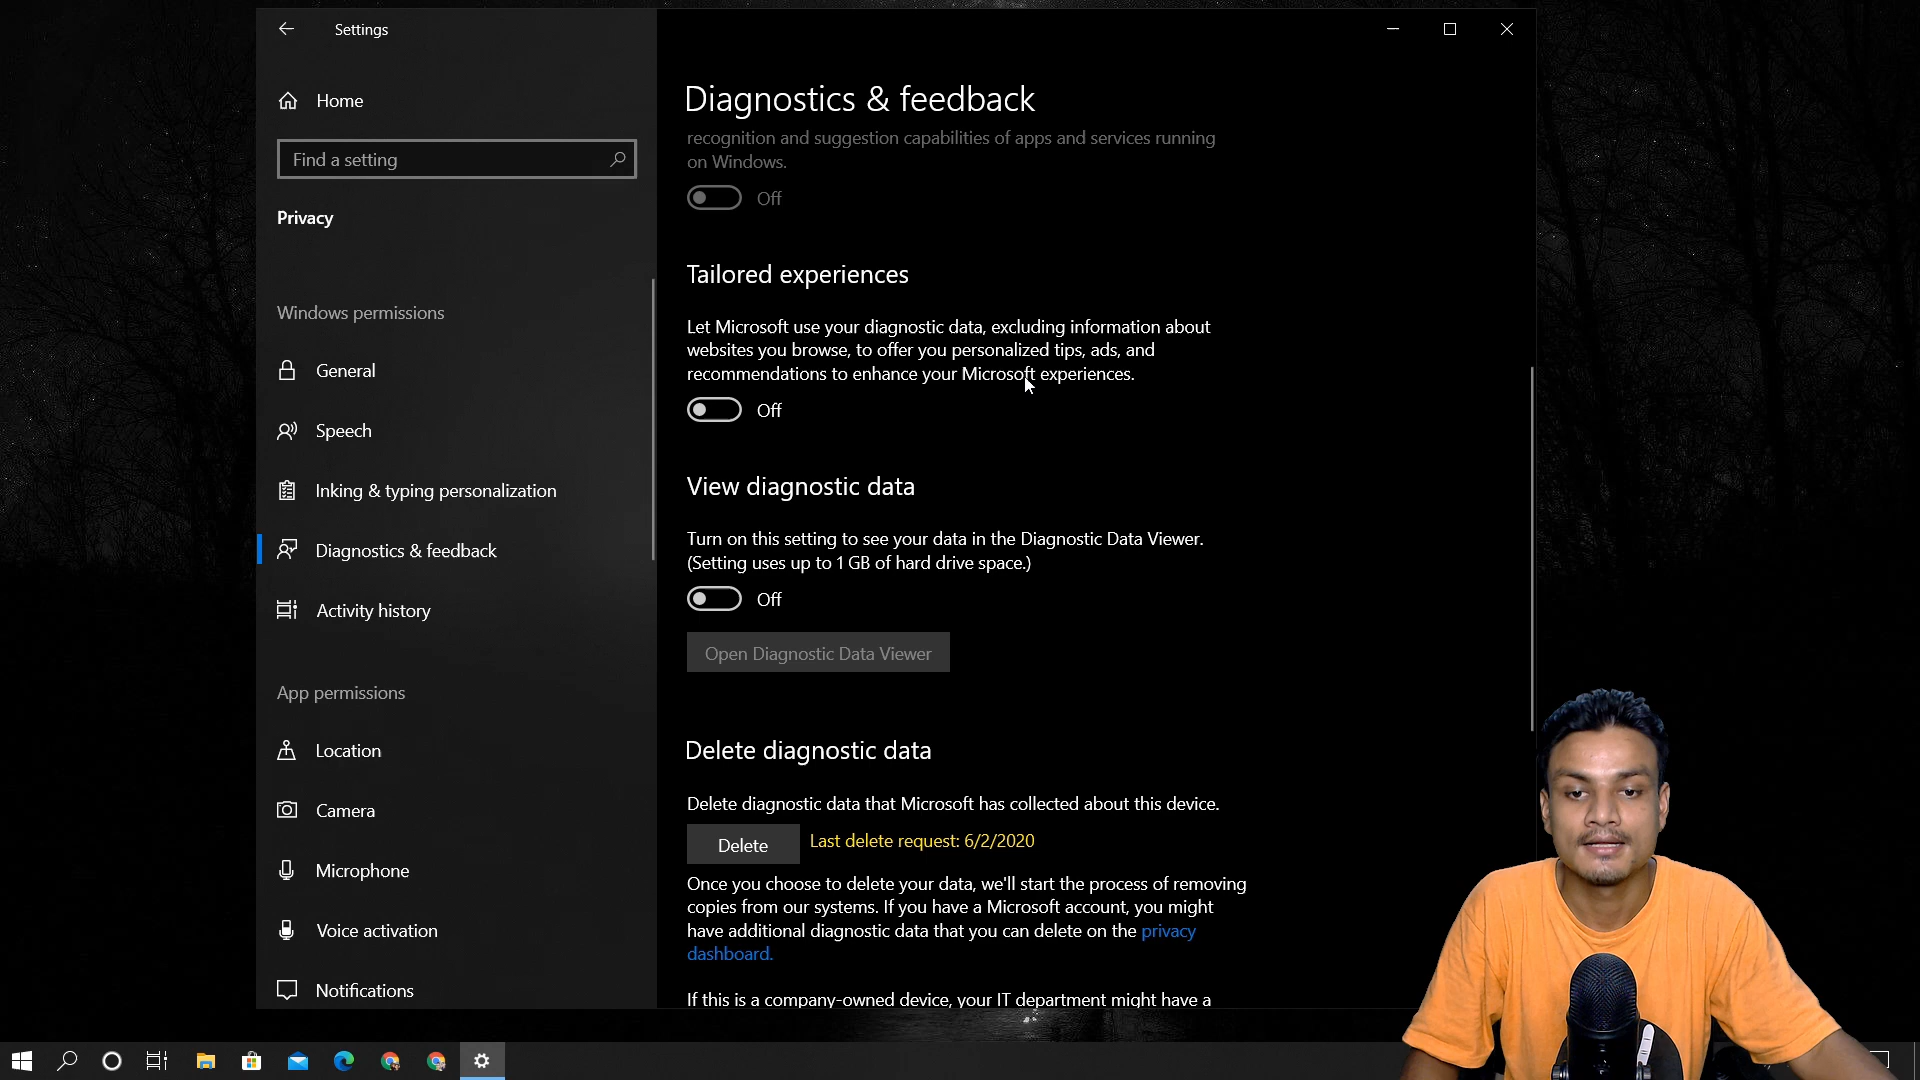 Settings
Home
Find a setting
Privacy
Windows permissions
General
Speech
Inking & typing personalization
Diagnostics & feedback
Activity history
App permissions
Location
Camera
Microphone
Voice activation
Notifications
Diagnostics & feedback
recognition and suggestion capabilities of apps and services running
on Windows.
Off
Tailored experiences
Let Microsoft use your diagnostic data, excluding information about
websites you browse, to offer you personalized tips, ads, and
recommendations to enhance your Microsoft experiences.
Off
View diagnostic data
Turn on this setting to see your data in the Diagnostic Data Viewer.
(Setting uses up to 1 GB of hard drive space.)
Off
Open Diagnostic Data Viewer
Delete diagnostic data
Delete diagnostic data that Microsoft has collected about this device.
Delete Last delete request: 6/2/2020
Once you choose to delete your data, we'll start the process of removing
copies from our systems. If you have a Microsoft account, you might
have additional diagnostic data that you can delete on the privacy
dashboard.
If this is a company-owned device, your IT department might have a